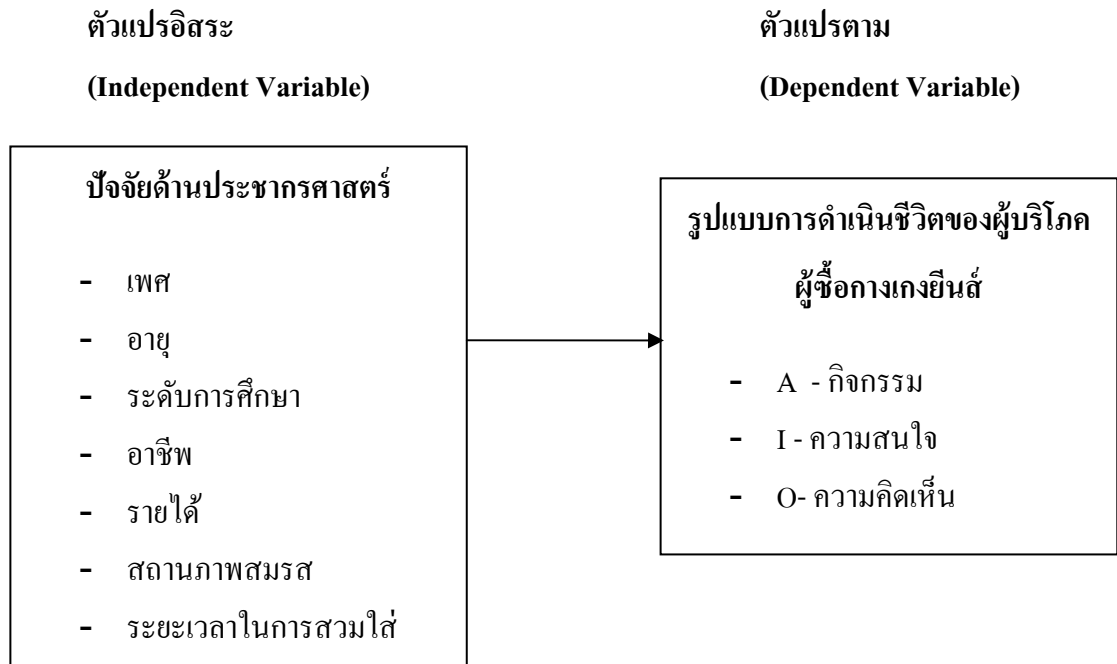 ตัวแปรอิสระ
(Independent Variable)
ตัวแปรตาม
(Dependent Variable)
ปัจจัยด้านประชากรศาสตร์
- เพศ
- อายุ
- ระดับการศึกษา
- อาชีพ
- รายได้
- สถานภาพสมรส
- ระยะเวลาในการสวมใส่
รูปแบบการดำเนินชีวิตของผู้บริโภค
ผู้ซื้อกางเกงยีนส์
- A - กิจกรรม
- I - ความสนใจ
- O- ความคิดเห็น